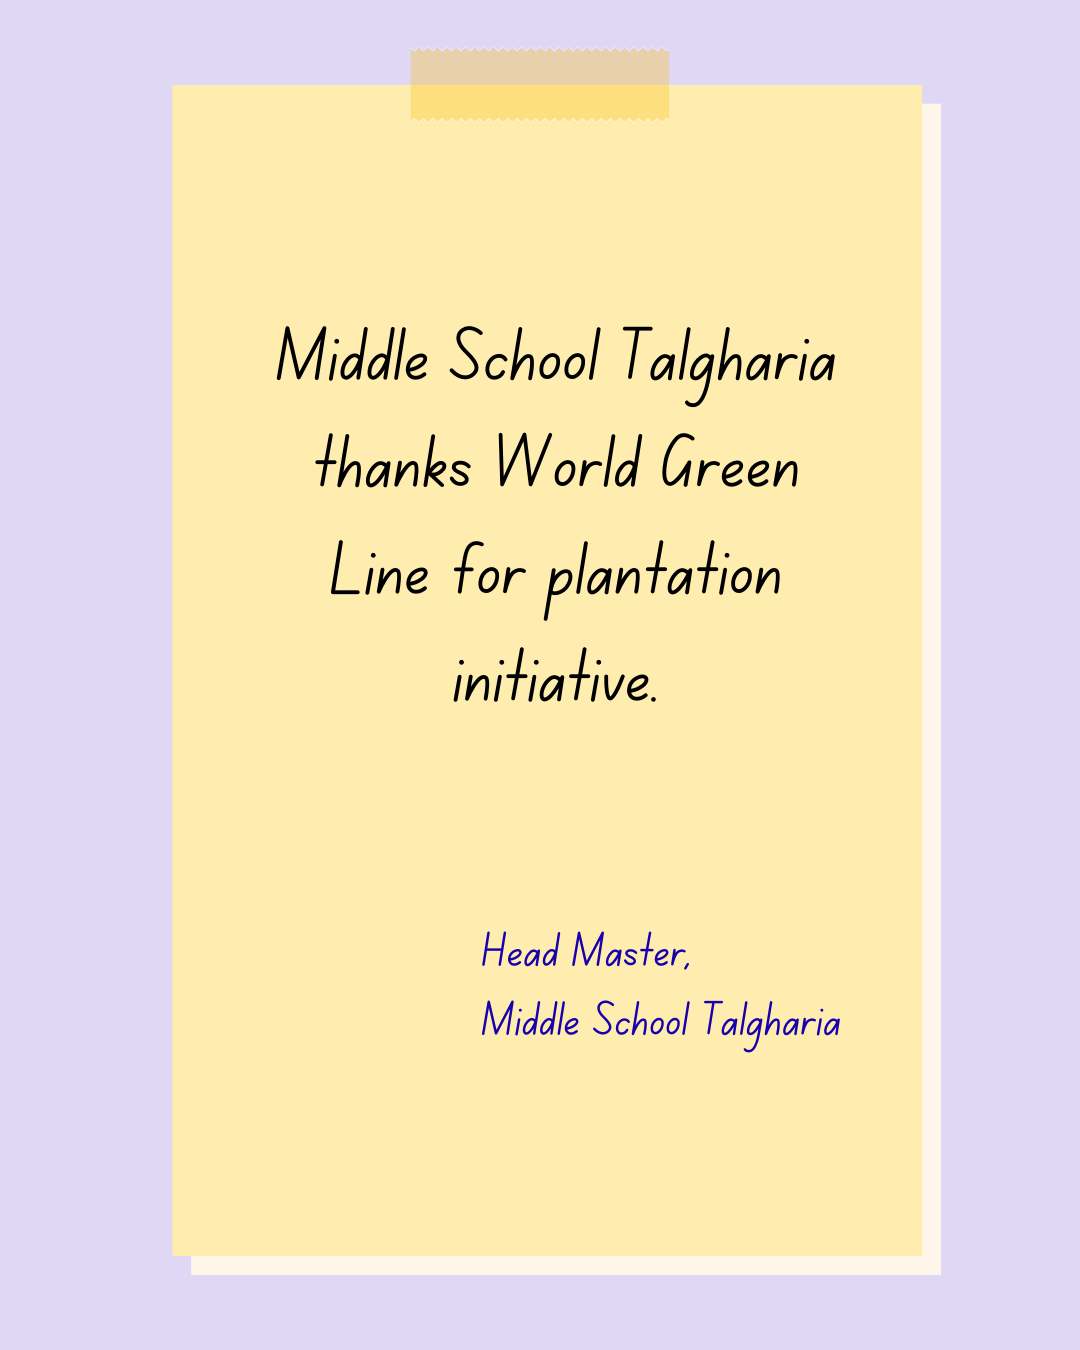 Middle School Talgharia
thanks World Green
Line for plantation
initiative.
Head Master,
Middle School Talgharia